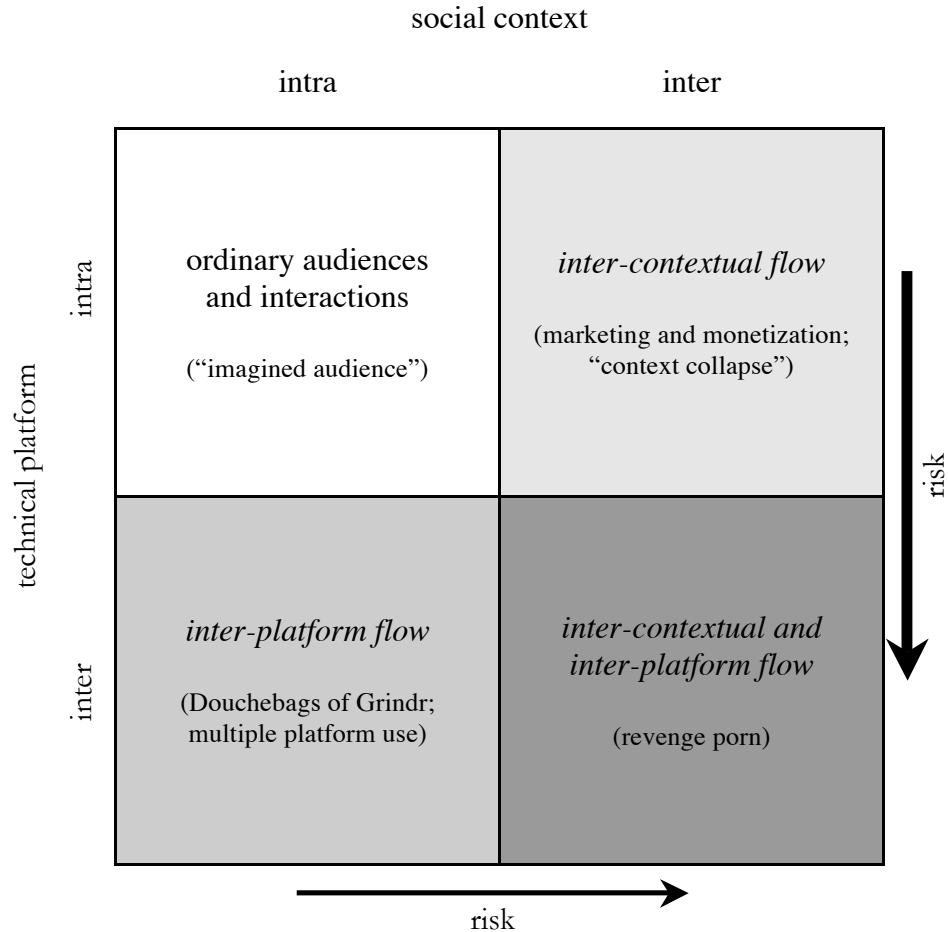 social context
intra
inter
technical platform
intra
ordinary audiences
and interactions
(“imagined audience”)
inter-contextual flow
(marketing and monetization;
“context collapse”)
risk
inter
inter-platform flow
(Douchebags of Grindr;
multiple platform use)
inter-contextual and
inter-platform flow
(revenge porn)
risk